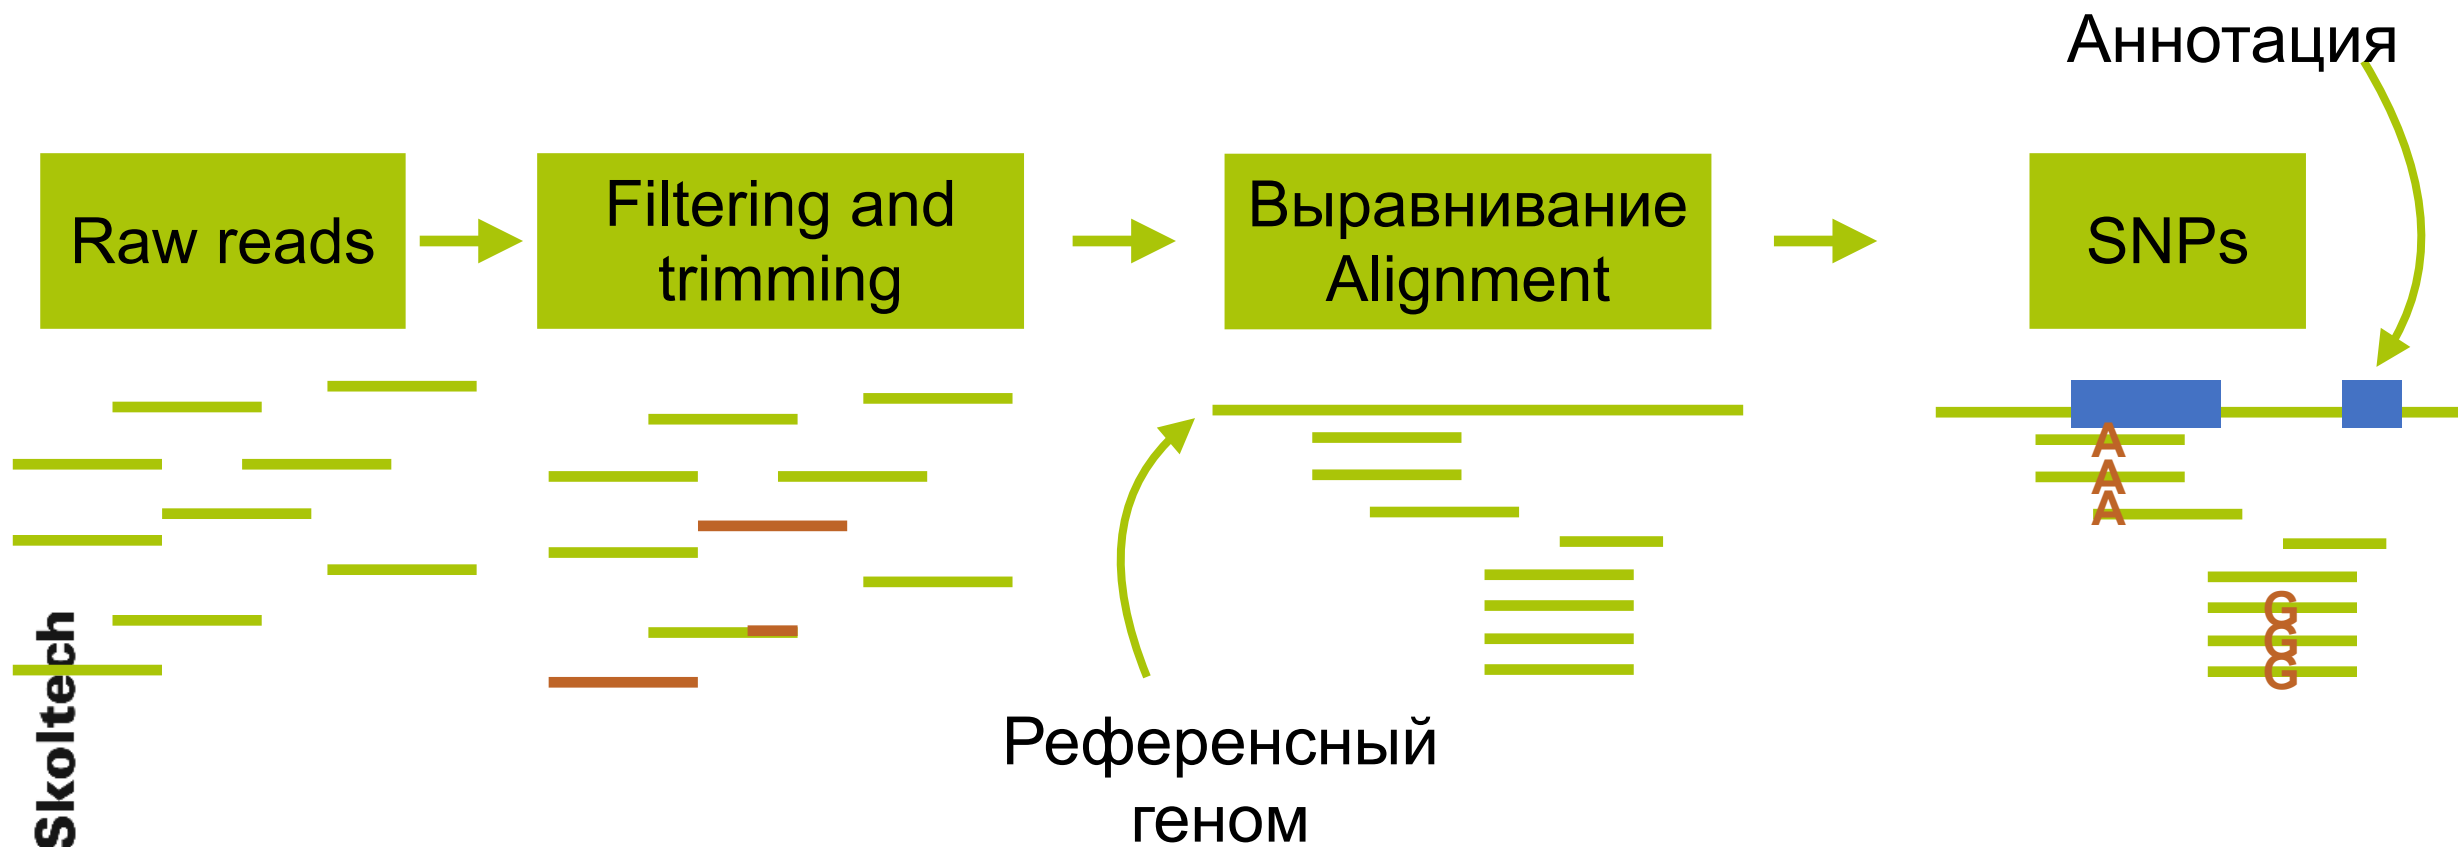 Аннотация
Raw reads
Filtering and
trimming
Выравнивание
Alignment
SNPs
A
A
A
G
G
G
Референсный
геном
Skoltech